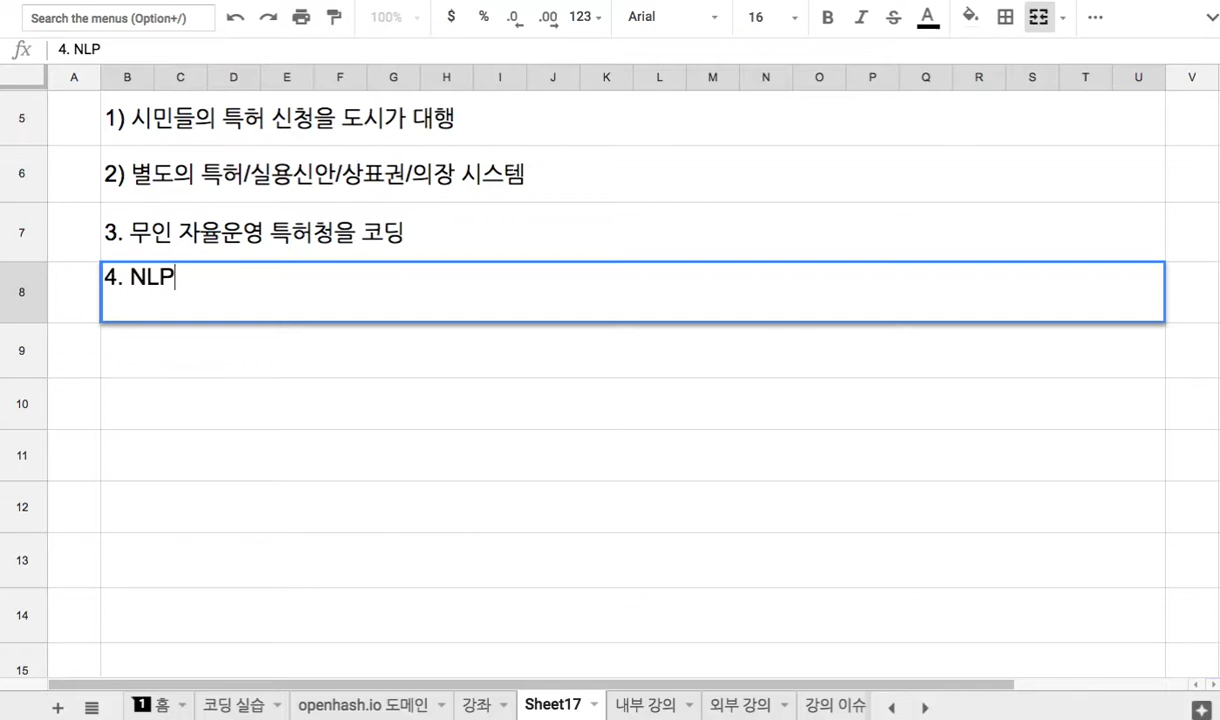 Search the menus (Option+/) 100% $ % .0 .00 123 Arial 16 B I S A ...
fx 4. NLP
A B C D E F G H I J K L M N O P Q R S T U V
5 1) 시민들의 특허 신청을 도시가 대행
6 2) 별도의 특허/실용신안/상표권/의장 시스템
7 3. 무인 자율운영 특허청을 코딩
8 4. NLP
9
10
11
12
13
14
15
1 홈 코딩 실습 openhash.io 도메인 강좌 Sheet17 내부 강의 외부 강의 강의 이슈